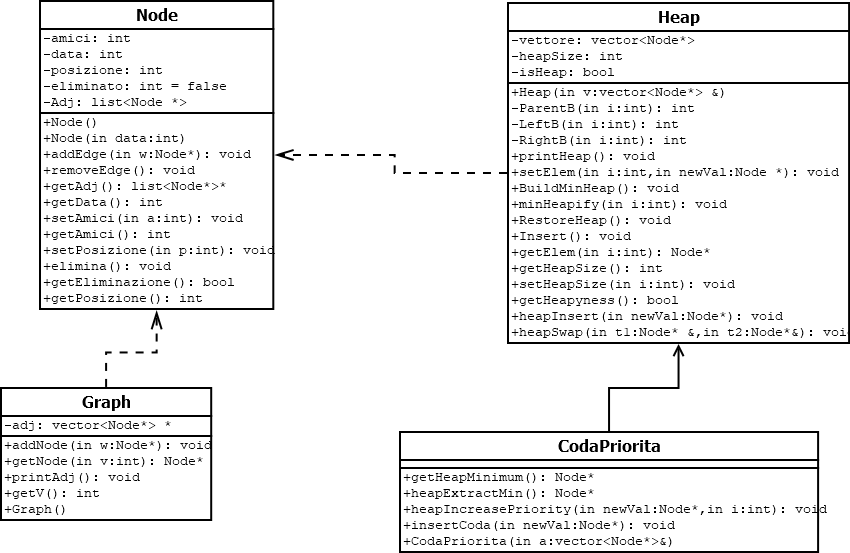 Node
-amici: int
-data: int
-posizione: int
-eliminato: int = false
-Adj: list<Node *>
+Node()
+Node(in data:int)
+addEdge(in w:Node*): void
+removeEdge(): void
+getAdj(): list<Node*>*
+getData(): int
+setAmici(in a:int): void
+getAmici(): int
+setPosizione(in p:int): void
+elimina(): void
+getEliminazione(): bool
+getPosizione(): int
Heap
-vettore: vector<Node*>
-heapSize: int
-isHeap: bool
+Heap(in v:vector<Node*> &)
-ParentB(in i:int): int
-LeftB(in i:int): int
-RightB(in i:int): int
+printHeap(): void
+setElem(in i:int,in newVal:Node *): void
+BuildMinHeap(): void
+minHeapify(in i:int): void
+RestoreHeap(): void
+Insert(): void
+getElem(in i:int): Node*
+getHeapSize(): int
+setHeapSize(in i:int): void
+getHeapyness(): bool
+heapInsert(in newVal:Node*): void
+heapSwap(in t1:Node* &,in t2:Node*&): void
Graph
-adj: vector<Node*> *
+addNode(in w:Node*): void
+getNode(in v:int): Node*
+printAdj(): void
+getV(): int
+Graph()
CodaPriorita
+getHeapMinimum(): Node*
+heapExtractMin(): Node*
+heapIncreasePriority(in newVal:Node*,in i:int): void
+insertCoda(in newVal:Node*): void
+CodaPriorita(in a:vector<Node*>&)